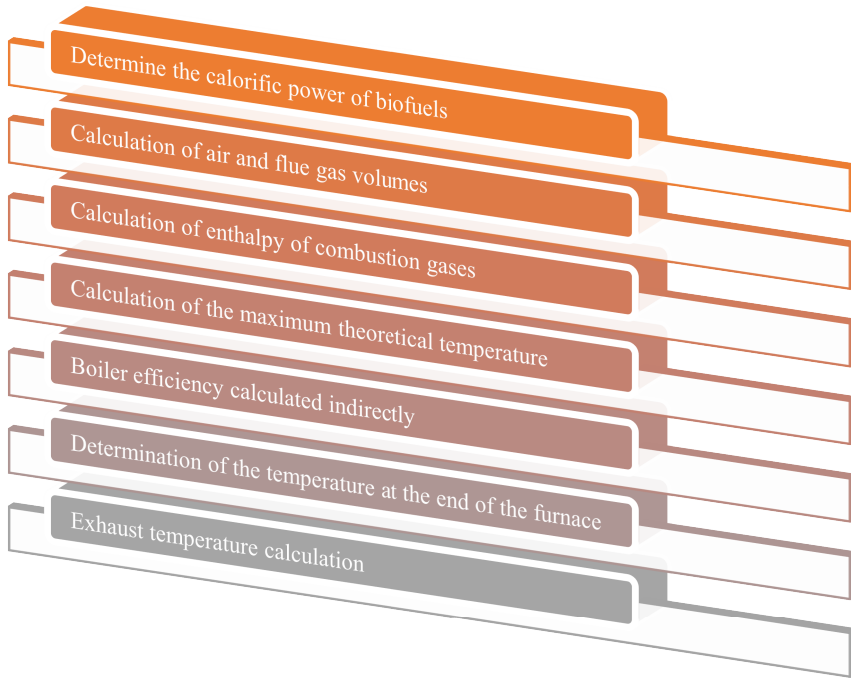 Determine the calorific power of biofuels
Calculation of air and flue gas volumes
Calculation of enthalpy of combustion gases
Calculation of the maximum theoretical temperature
Boiler efficiency calculated indirectly
Determination of the temperature at the end of the furnace
Exhaust temperature calculation